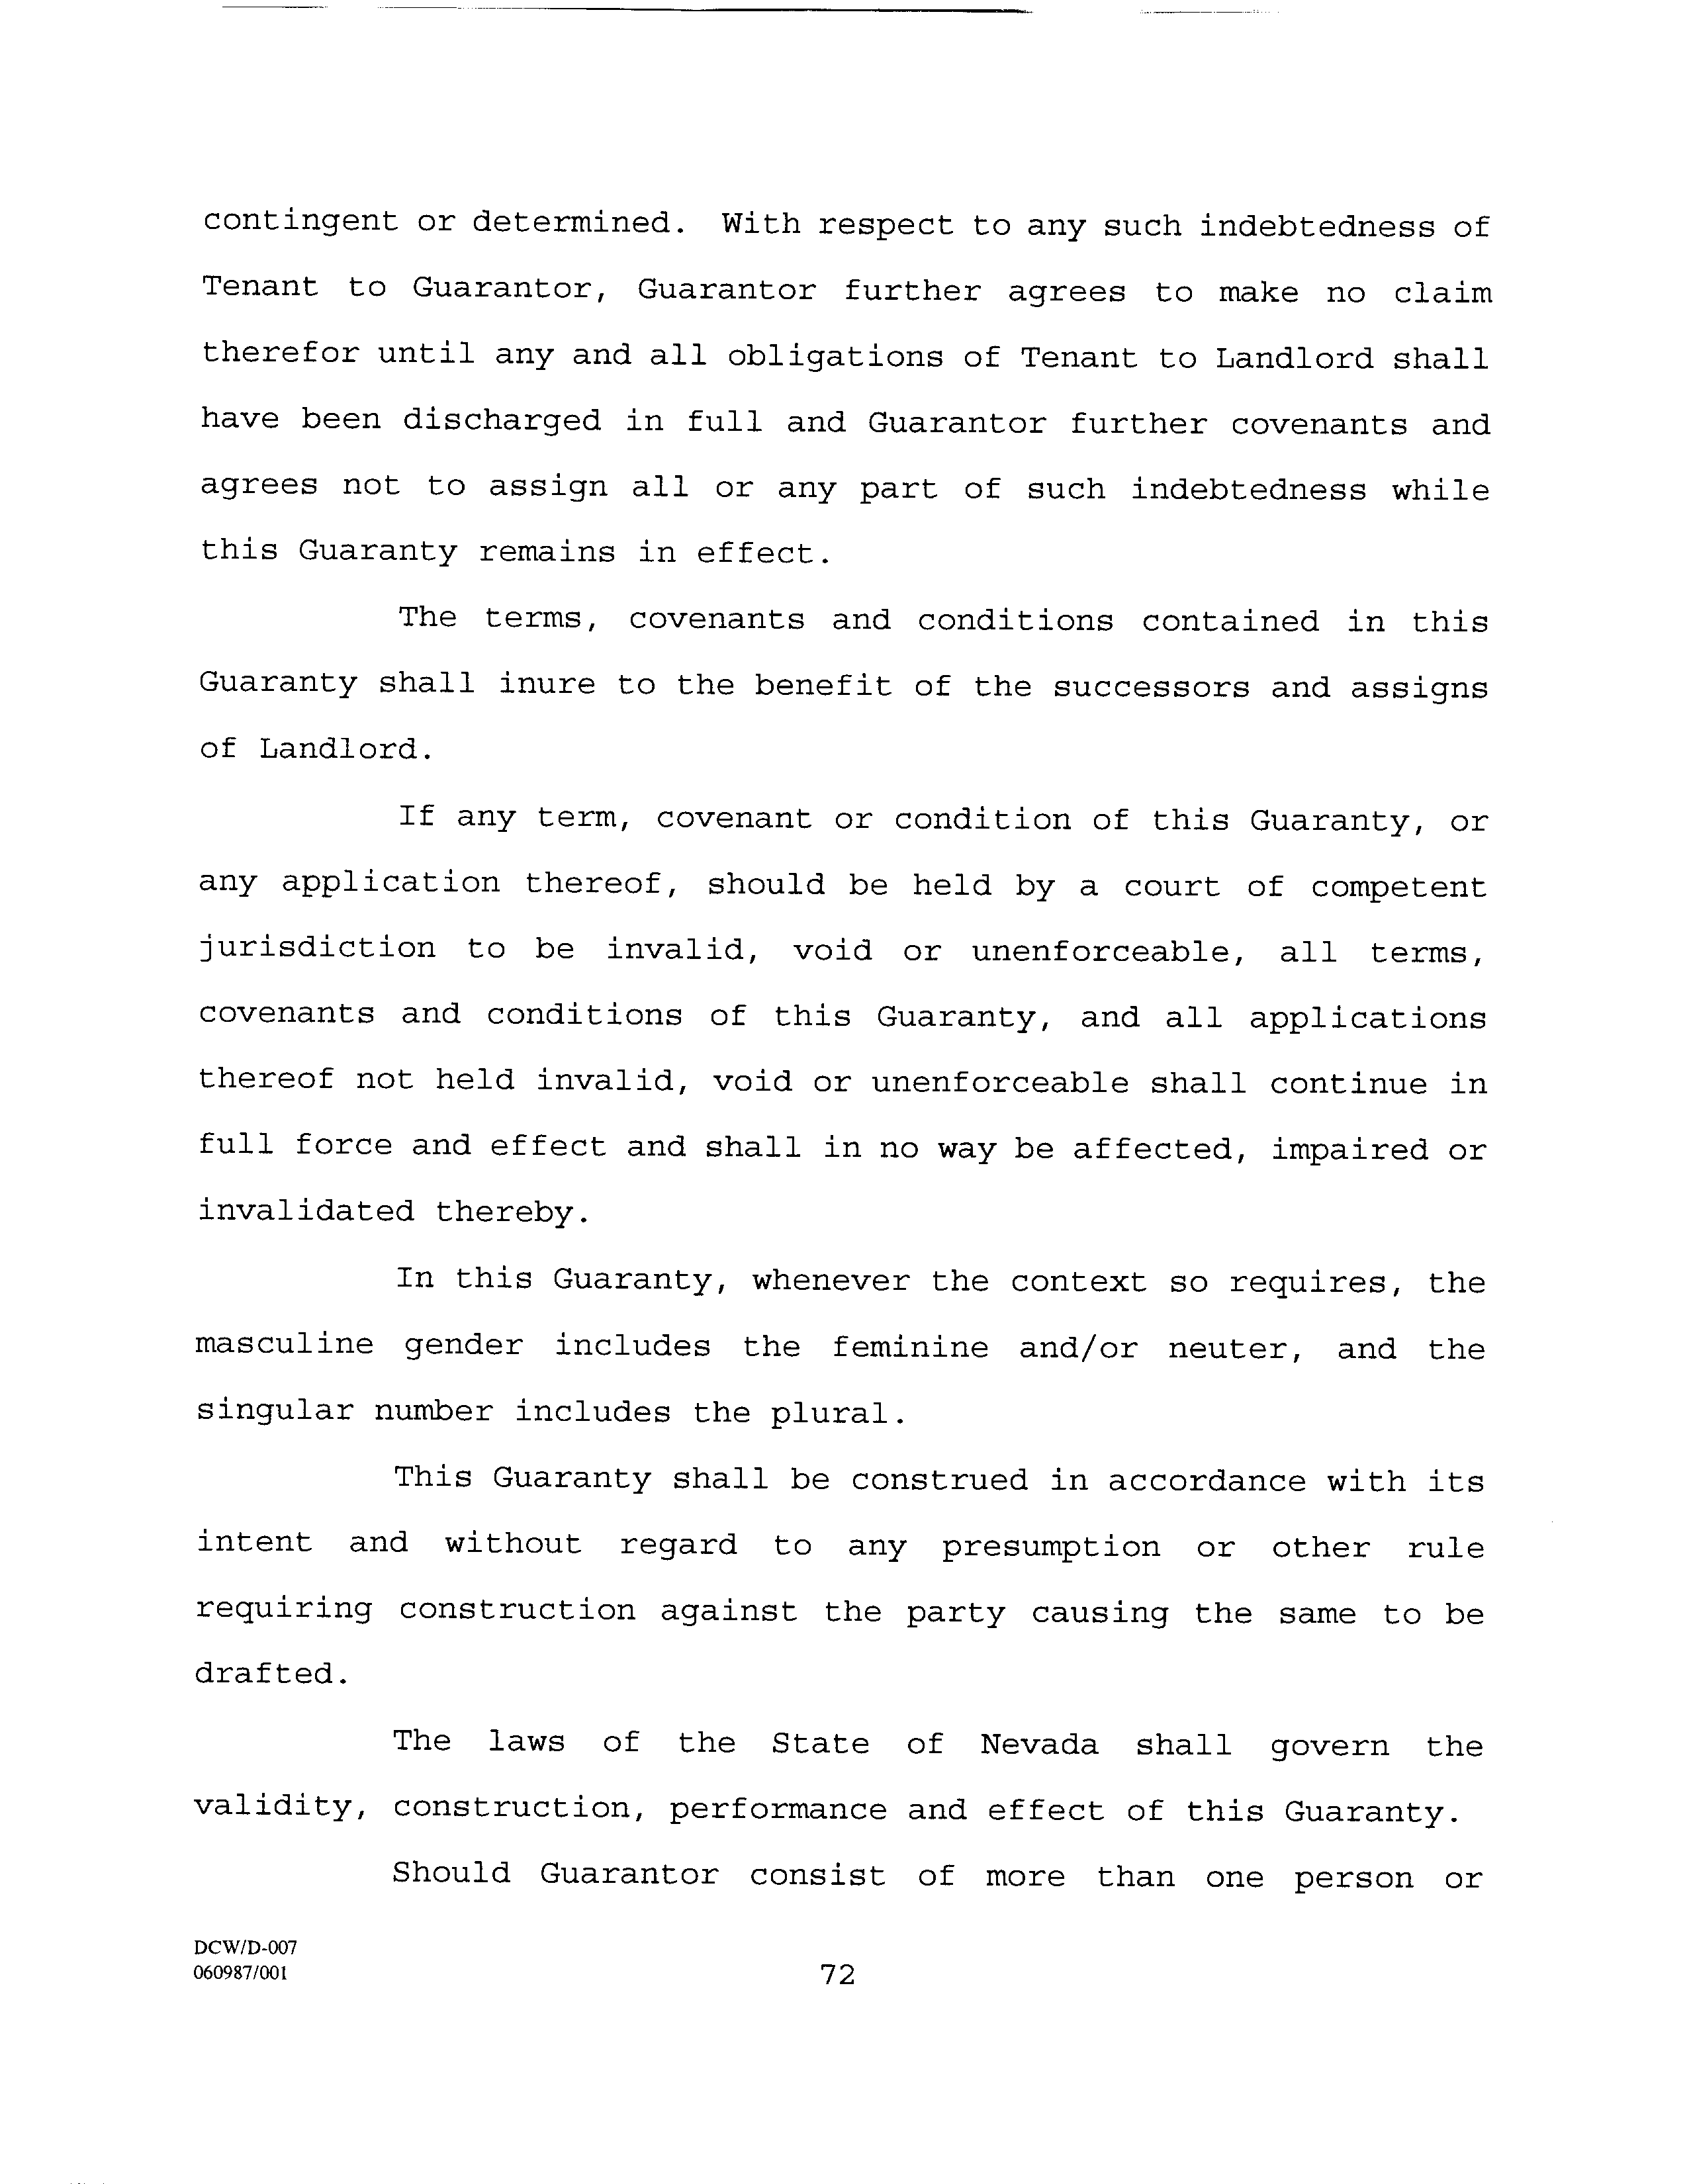 contingent or determined. With respect to any such indebtedness of
Tenant to Guarantor, Guarantor further agrees to make no claim
therefor until any and all obligations of Tenant to Landlord shall
have been discharged in full and Guarantor further covenants and
agrees not to assign all or any part of such indebtedness while
this Guaranty remains in effect.
The terms, covenants and conditions contained in this
Guaranty shall inure to the benefit of the successors and assigns
of Landlord.
If any term, covenant or condition of this Guaranty, or
any application thereof, should be held by a court of competent
jurisdiction to be invalid, void or unenforceable, all terms,
covenants and conditions of this Guaranty, and all applications
thereof not held invalid, void or unenforceable shall continue in
full force and effect and shall in no way be affected, impaired or
invalidated thereby.
In this Guaranty, whenever the context so requires, the
masculine gender includes the feminine and/or neuter, and the
singular number includes the plural.
This Guaranty shall be construed in accordance with its
intent and without regard to any presumption or other rule
requiring construction against the party causing the same to be
drafted.
The laws of the State of Nevada shall govern the
validity, construction, performance and effect of this Guaranty.
Should Guarantor consist of more than one person or
DCW/D-007
060987/001
72